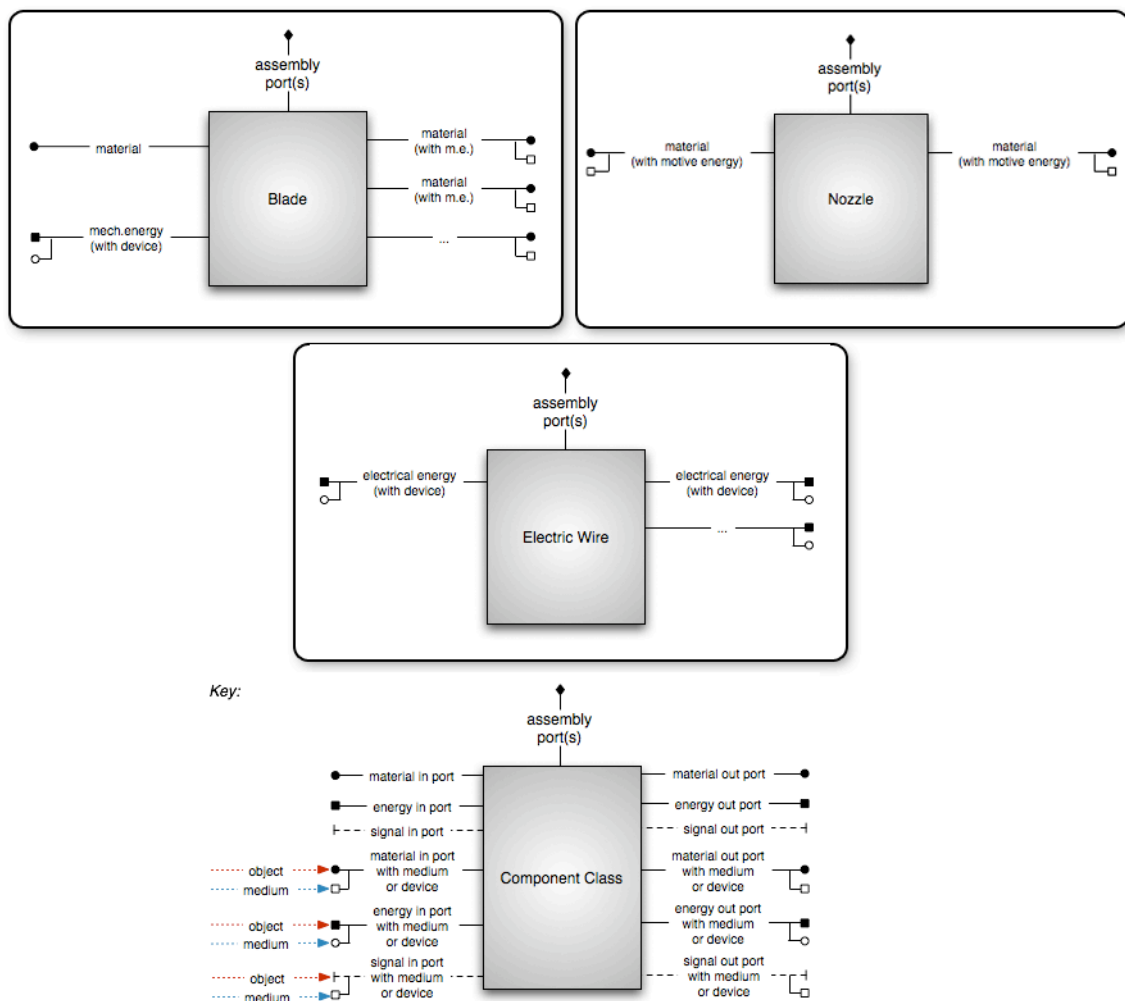 assembly
port(s)
material
mech.energy
(with device)
Blade
material
(with m.e.)
material
(with m.e.)
...
assembly
port(s)
material
(with motive energy)
Nozzle
material
(with motive energy)
assembly
port(s)
electrical energy
(with device)
Electric Wire
electrical energy
(with device)
...
Key:
assembly
port(s)
material in port
energy in port
signal in port
object
medium
material in port
with medium
or device
object
medium
energy in port
with medium
or device
object
medium
signal in port
with medium
or device
Component Class
material out port
energy out port
signal out port
material out port
with medium
or device
energy out port
with medium
or device
signal out port
with medium
or device